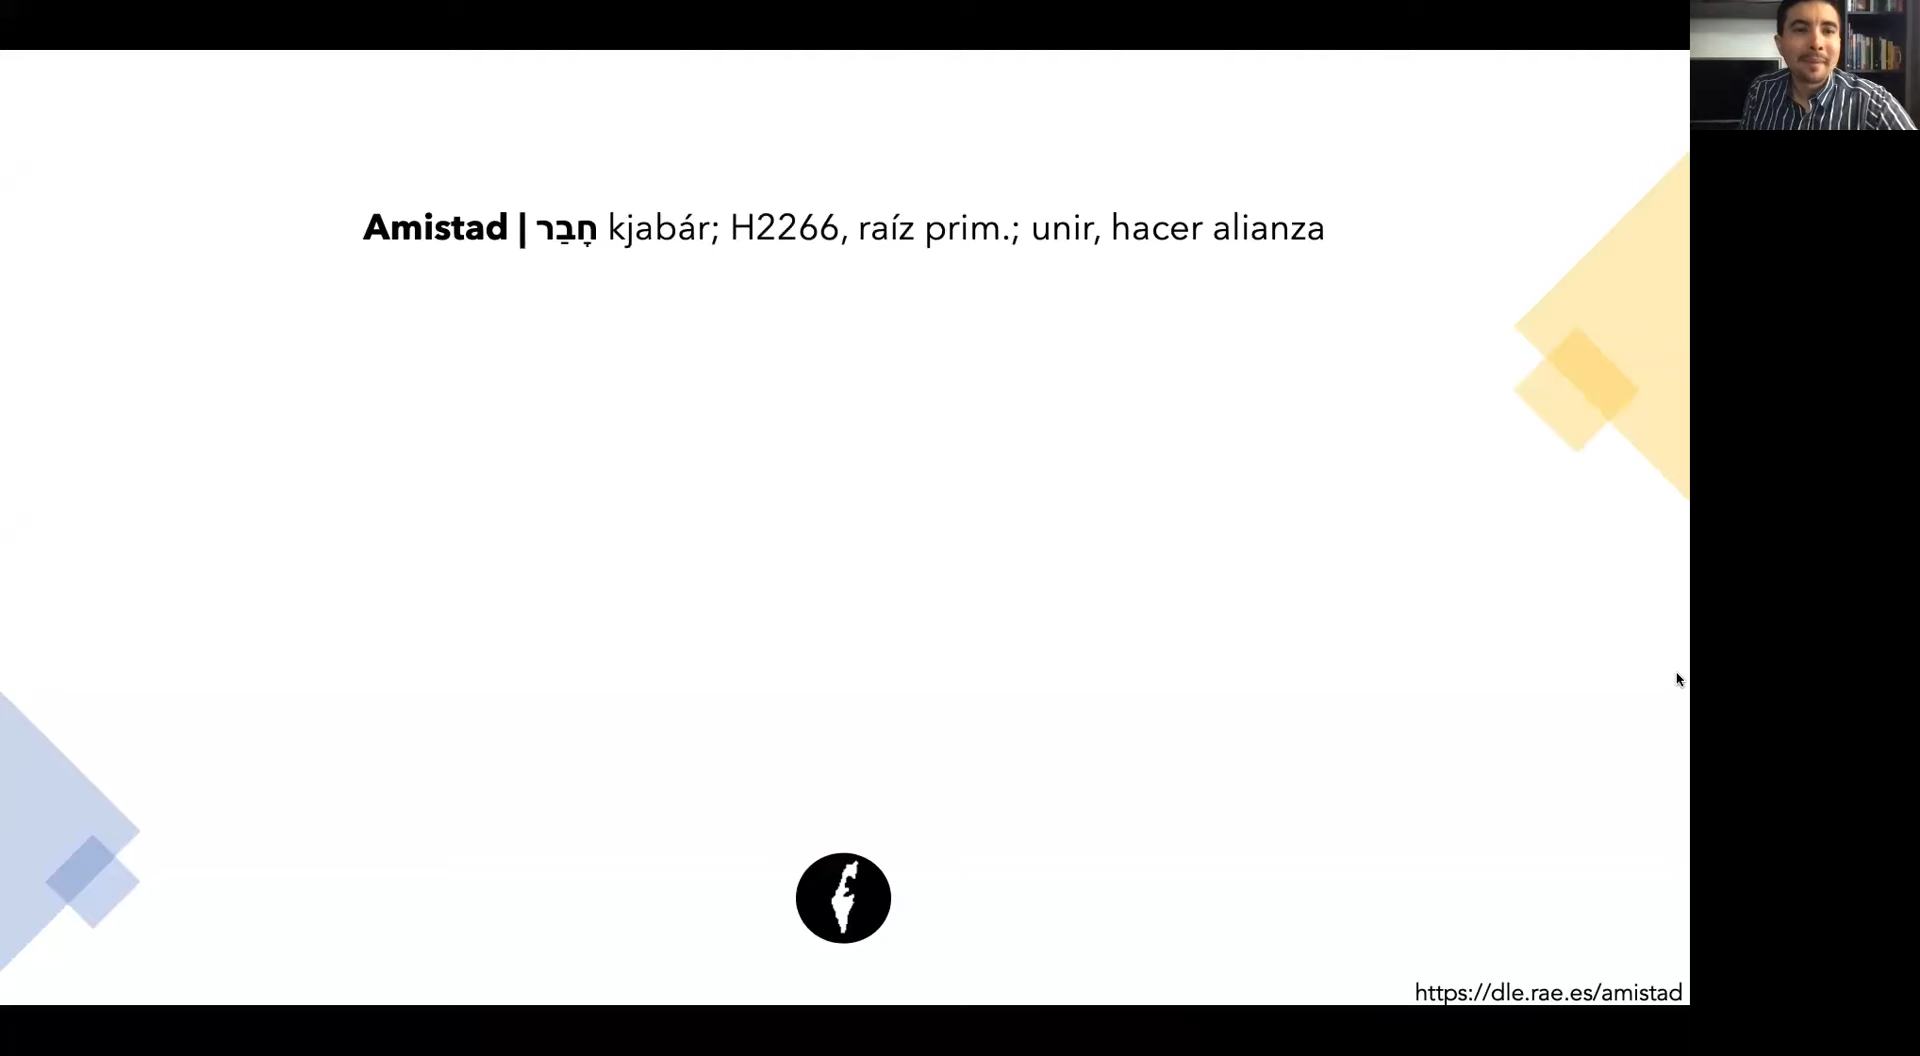 Amistad | חָבַר kjabár; H2266, raíz prim.; unir, hacer alianza
https://dle.rae.es/amistad